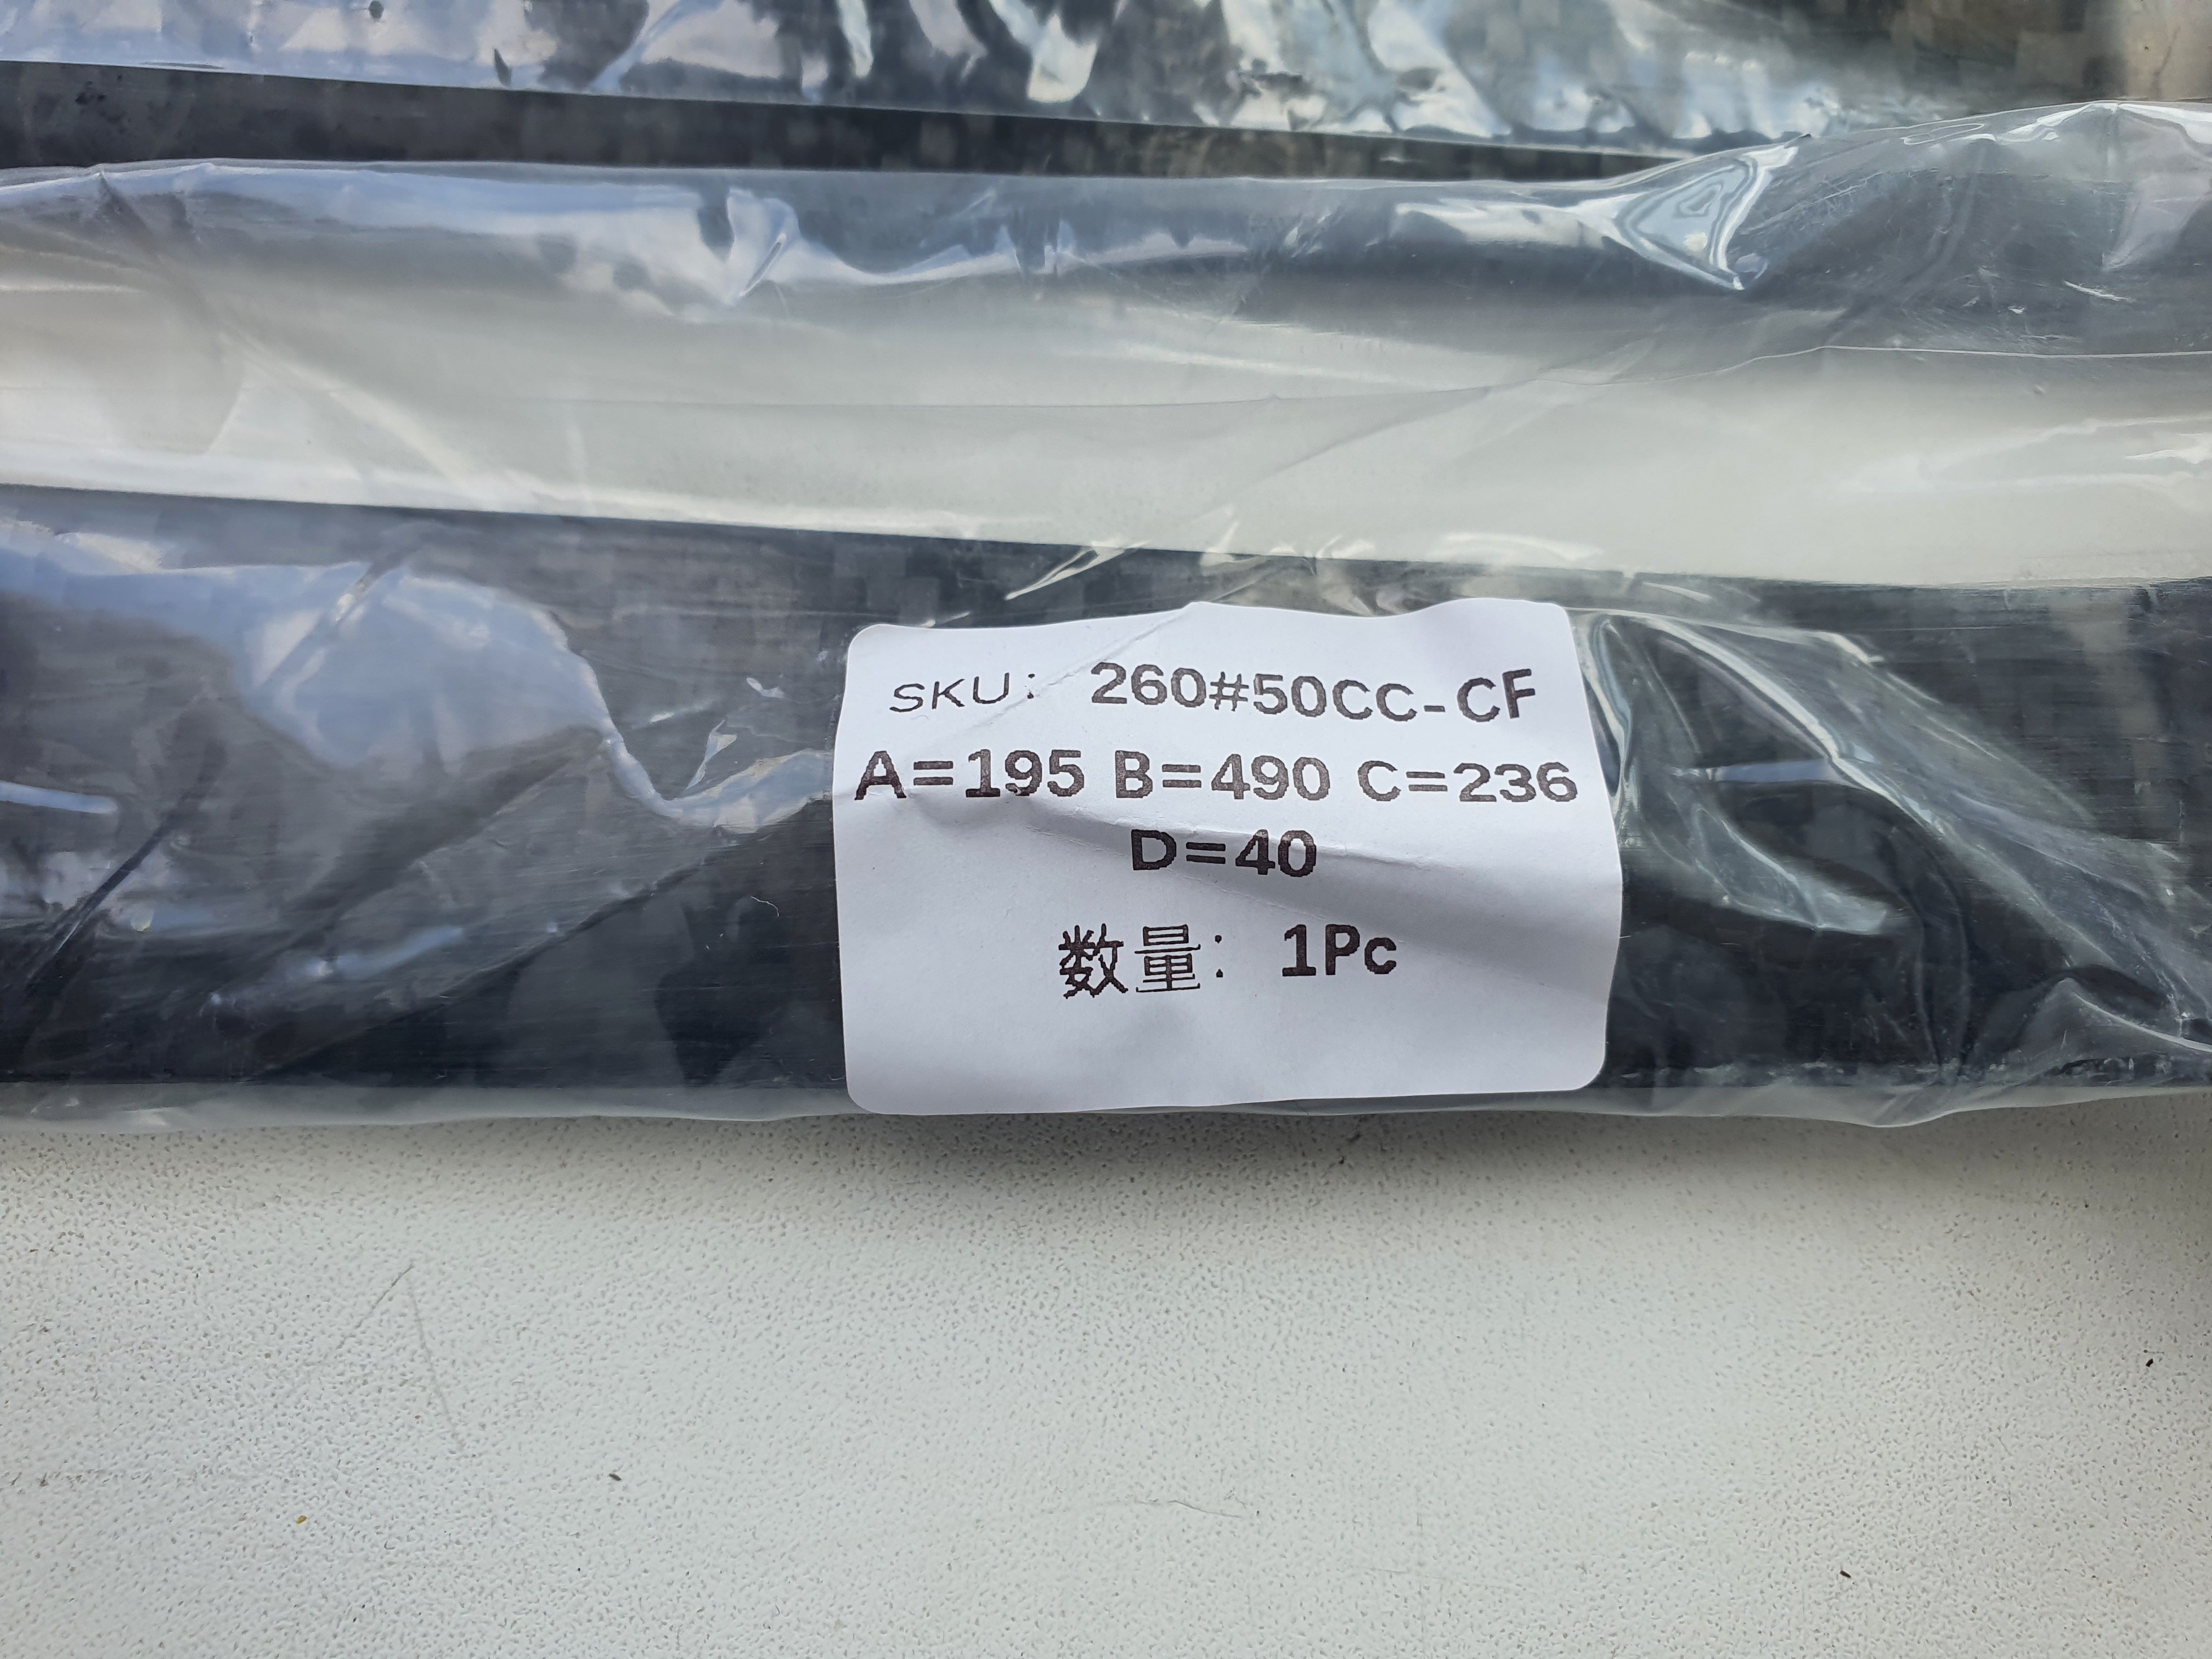 SKU: 260#50CC-CF
A=195 B=490 C=236
D=40
数量: 1Pc